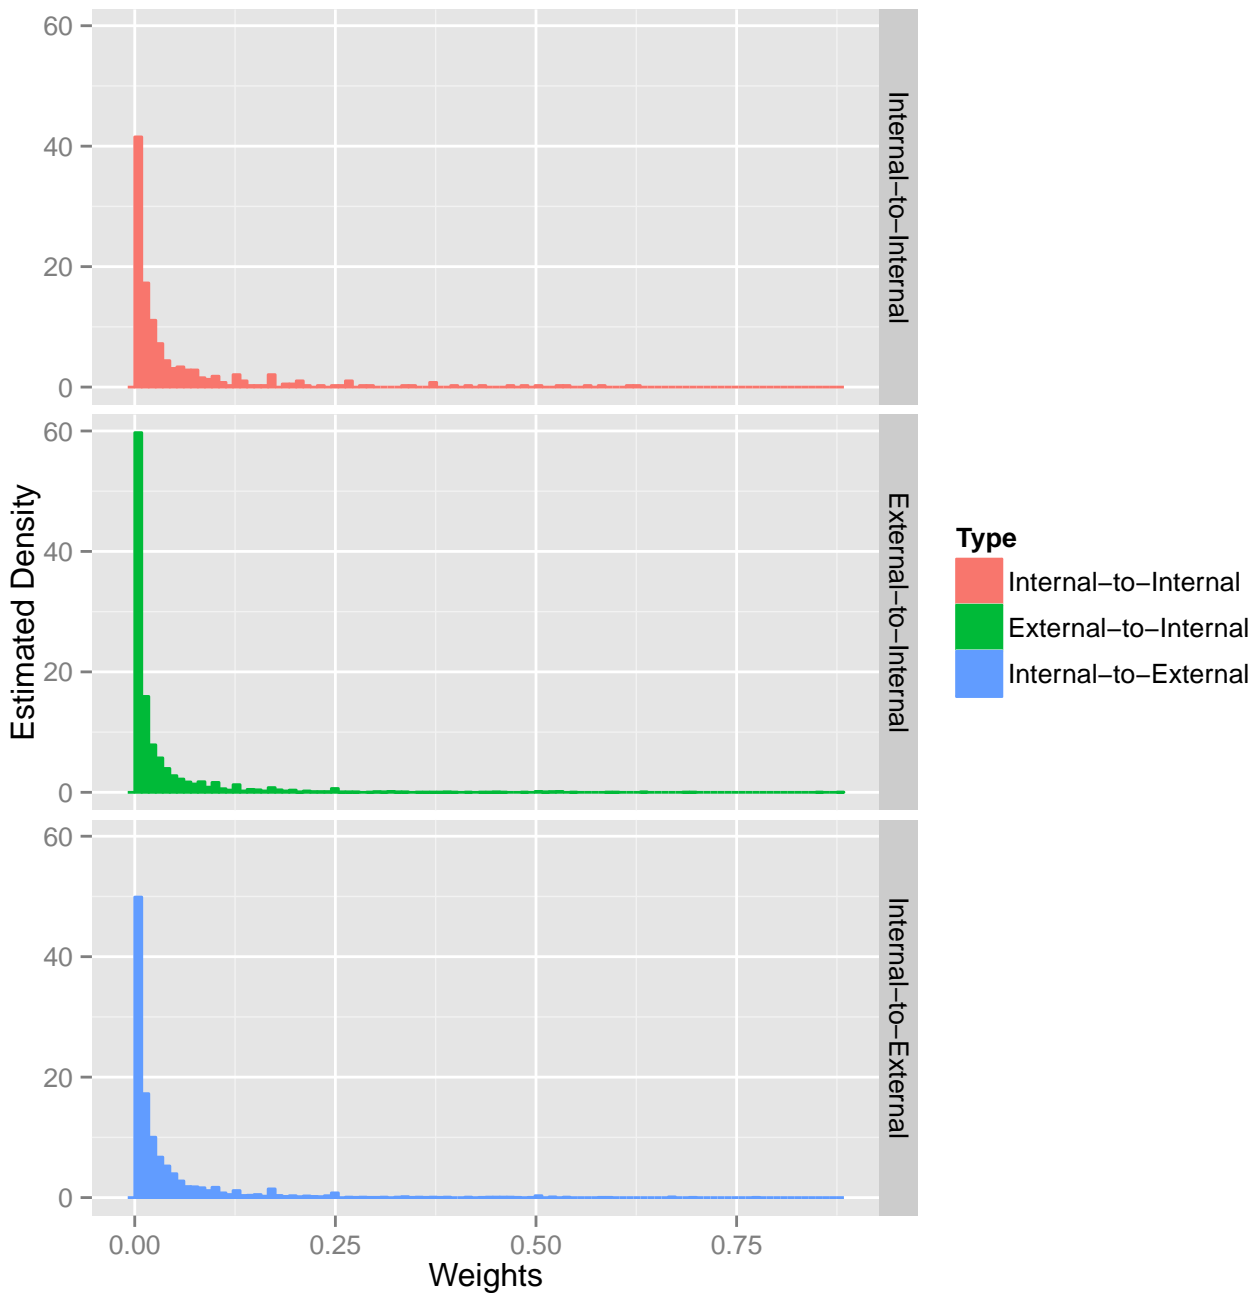 60
40
20
0
Internal−to−Internal
60
40
20
0
External−to−Internal
60
40
20
0
Internal−to−External
0.00 0.25 0.50 0.75
Weights
Estimated Density
Type
Internal−to−Internal
External−to−Internal
Internal−to−External